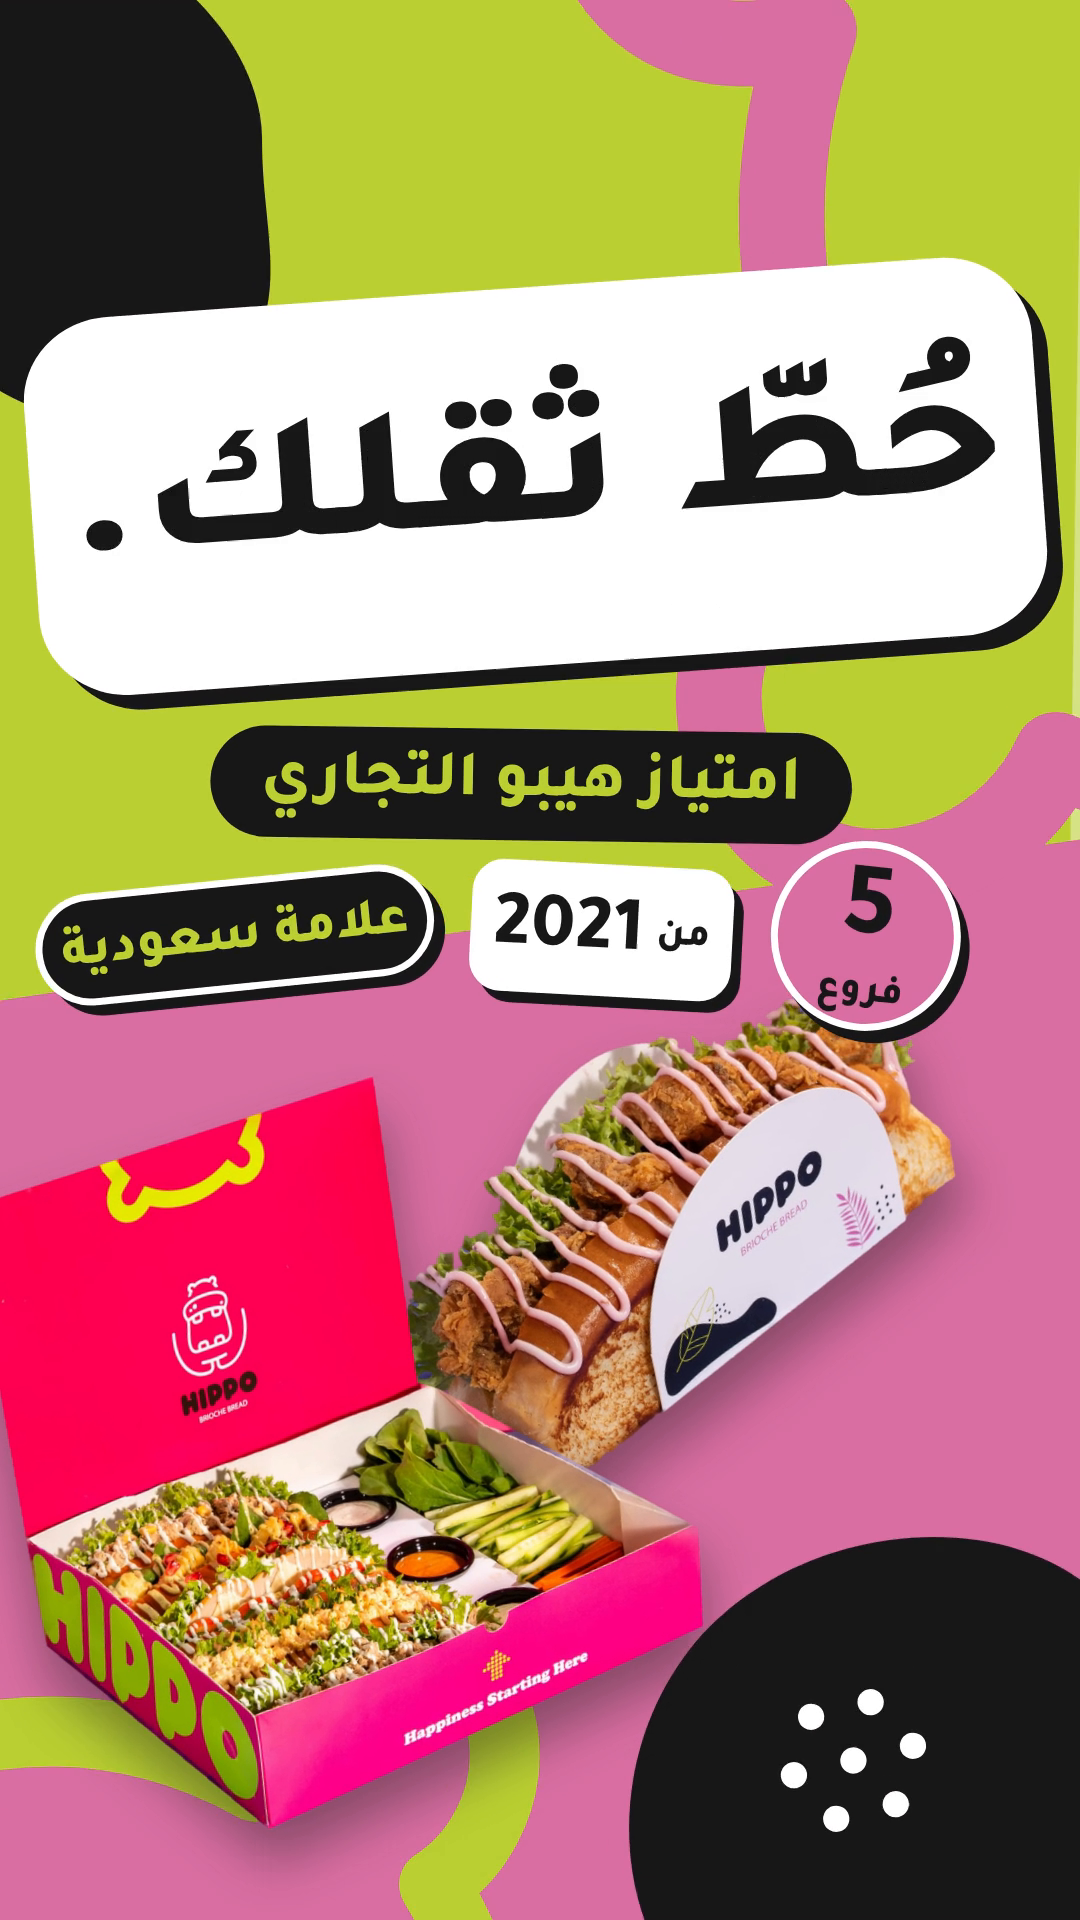 حُطّ ثقلك.
امتياز هيبو التجاري
5
فروع
من 2021
علامة سعودية
HIPPO
BRIOCHE BREAD
HIPPO
BRIOCHE BREAD
HIPPO
Happiness Starting Here